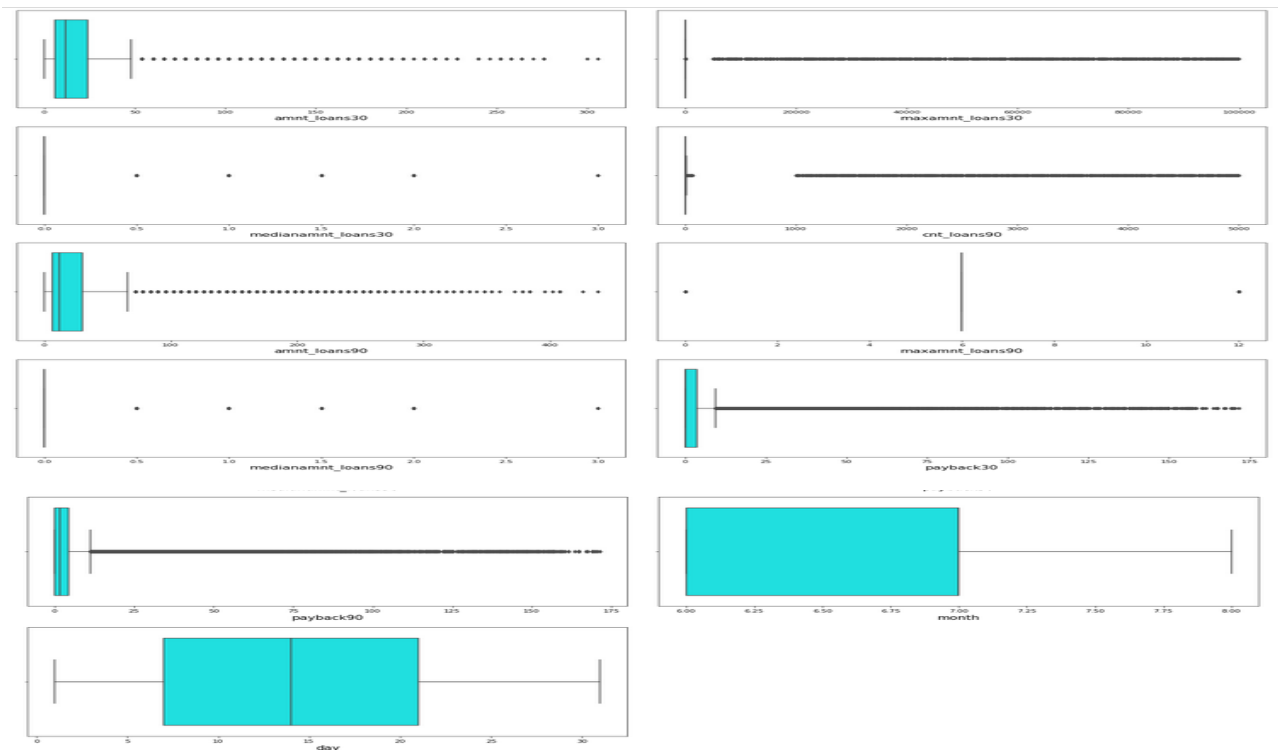 0 50 100 150 200 250 300
amnt_loans30
0 20000 40000 60000 80000 100000
maxamnt_loans30
0.0 0.5 1.0 1.5 2.0 2.5 3.0
medianamnt_loans30
0 1000 2000 3000 4000 5000
cnt_loans90
0 100 200 300 400
amnt_loans90
0 2 4 6 8 10 12
maxamnt_loans90
0.0 0.5 1.0 1.5 2.0 2.5 3.0
medianamnt_loans90
0 25 50 75 100 125 150 175
payback30
0 25 50 75 100 125 150 175
payback90
6.00 6.25 6.50 6.75 7.00 7.25 7.50 7.75 8.00
month
0 5 10 15 20 25 30
day